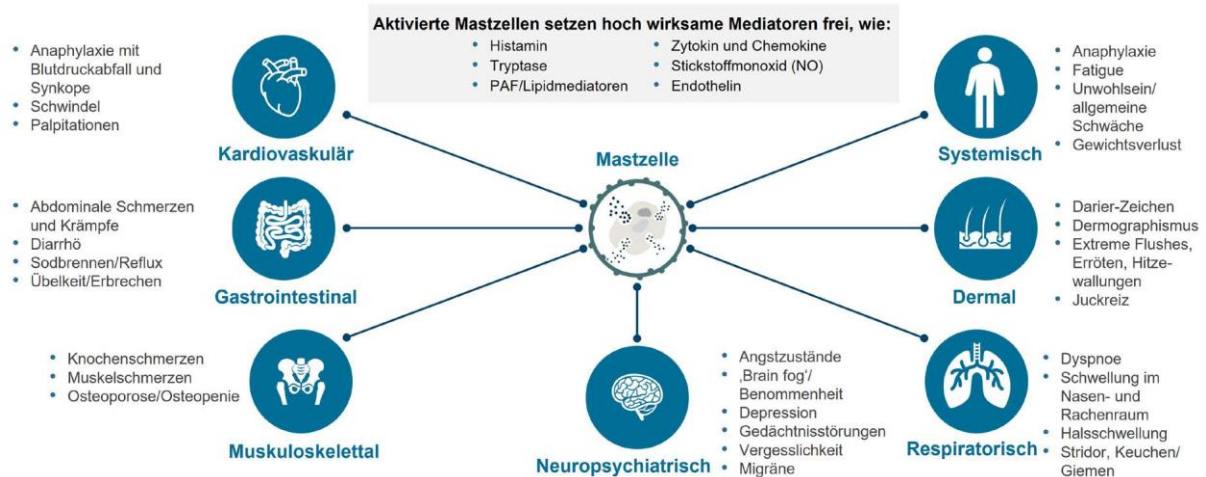 Aktivierte Mastzellen setzen hoch wirksame Mediatoren frei, wie:
• Histamin
• Tryptase
• PAF/Lipidmediatoren
• Zytokin und Chemokine
• Stickstoffmonoxid (NO)
• Endothelin
• Anaphylaxie mit
Blutdruckabfall und
Synkope
• Schwindel
• Palpitationen
Kardiovaskulär
• Anaphylaxie
• Fatigue
• Unwohlsein/
allgemeine
Schwäche
• Gewichtsverlust
Systemisch
Mastzelle
• Abdominale Schmerzen
und Krämpfe
• Diarrhö
• Sodbrennen/Reflux
• Übelkeit/Erbrechen
Gastrointestinal
• Darier-Zeichen
• Dermographismus
• Extreme Flushes,
Erröten, Hitze-
wallungen
• Juckreiz
Dermal
• Knochenschmerzen
• Muskelschmerzen
• Osteoporose/Osteopenie
Muskuloskelettal
• Angstzustände
• ‚Brain fog‘/
Benommenheit
• Depression
• Gedächtnisstörungen
• Vergesslichkeit
• Migräne
Neuropsychiatrisch
• Dyspnoe
• Schwellung im
Nasen- und
Rachenraum
• Halsschwellung
• Stridor, Keuchen/
Giemen
Respiratorisch